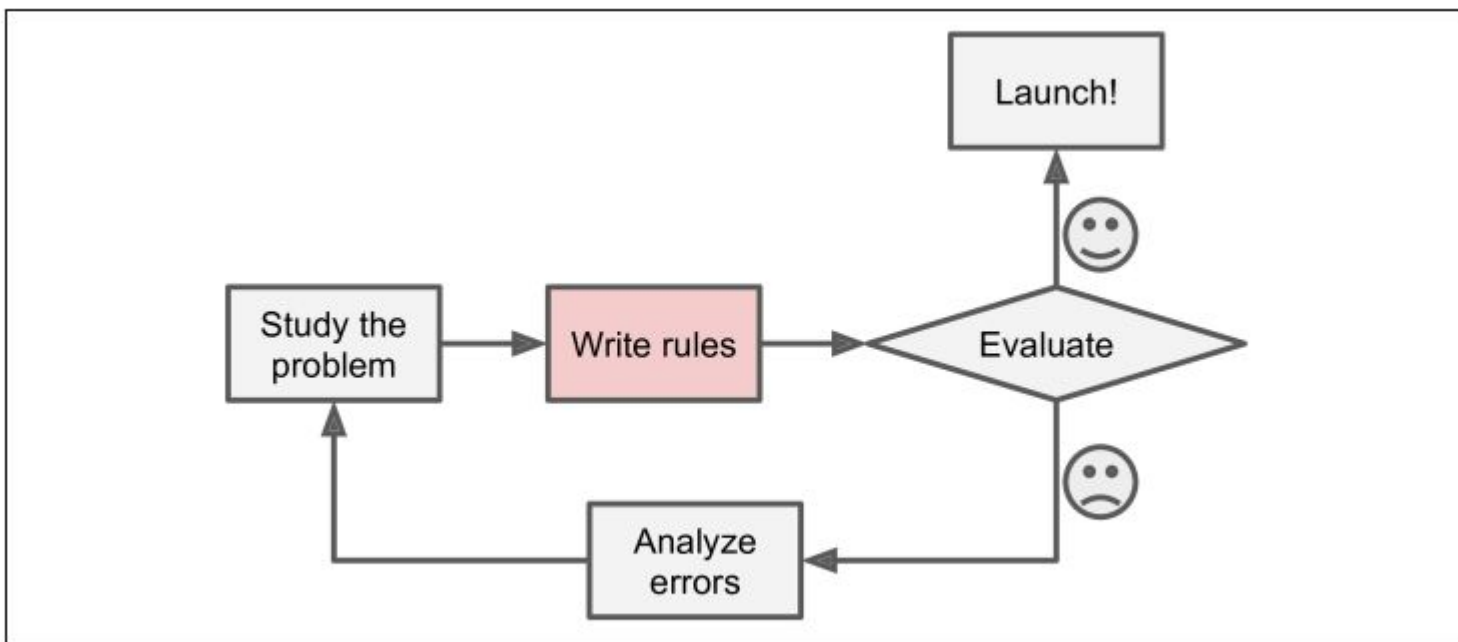 Launch!
Study the
problem
Write rules
Evaluate
Analyze
errors